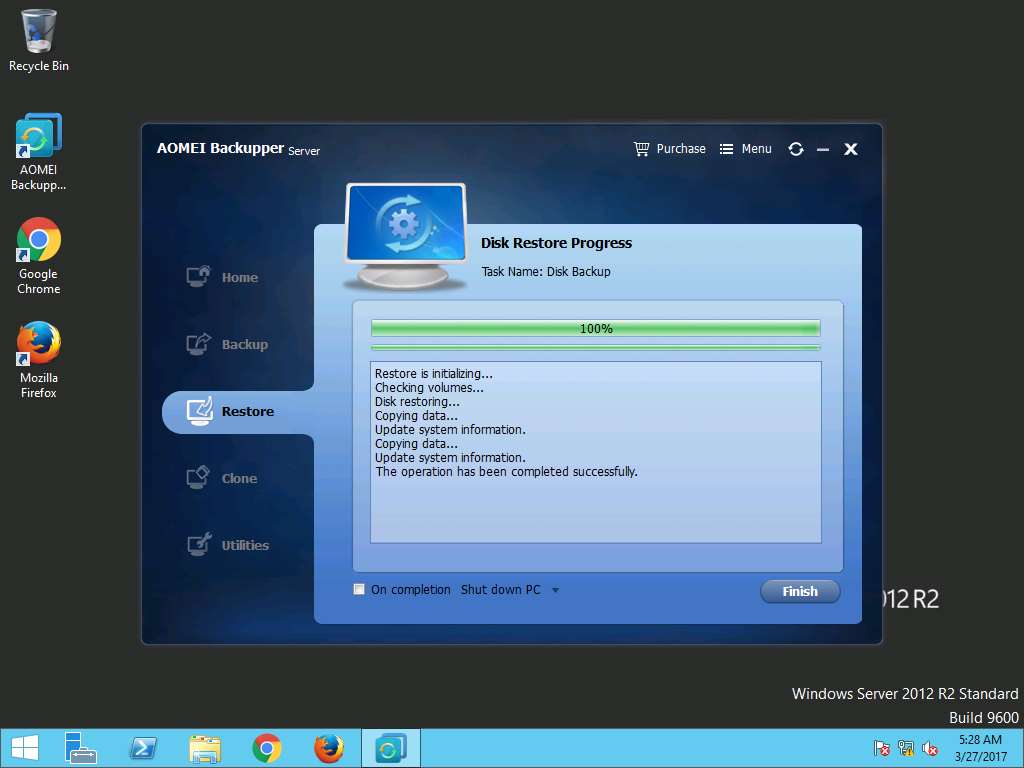 Recycle Bin
AOMEI
Backupp...
Google
Chrome
Mozilla
Firefox
AOMEI Backupper Server
Purchase
Menu
Home
Backup
Restore
Clone
Utilities
Disk Restore Progress
Task Name: Disk Backup
100%
Restore is initializing...
Checking volumes...
Disk restoring...
Copying data...
Update system information.
Copying data...
Update system information.
The operation has been completed successfully.
On completion Shut down PC
Finish
12 R2
Windows Server 2012 R2 Standard
Build 9600
5:28 AM
3/27/2017